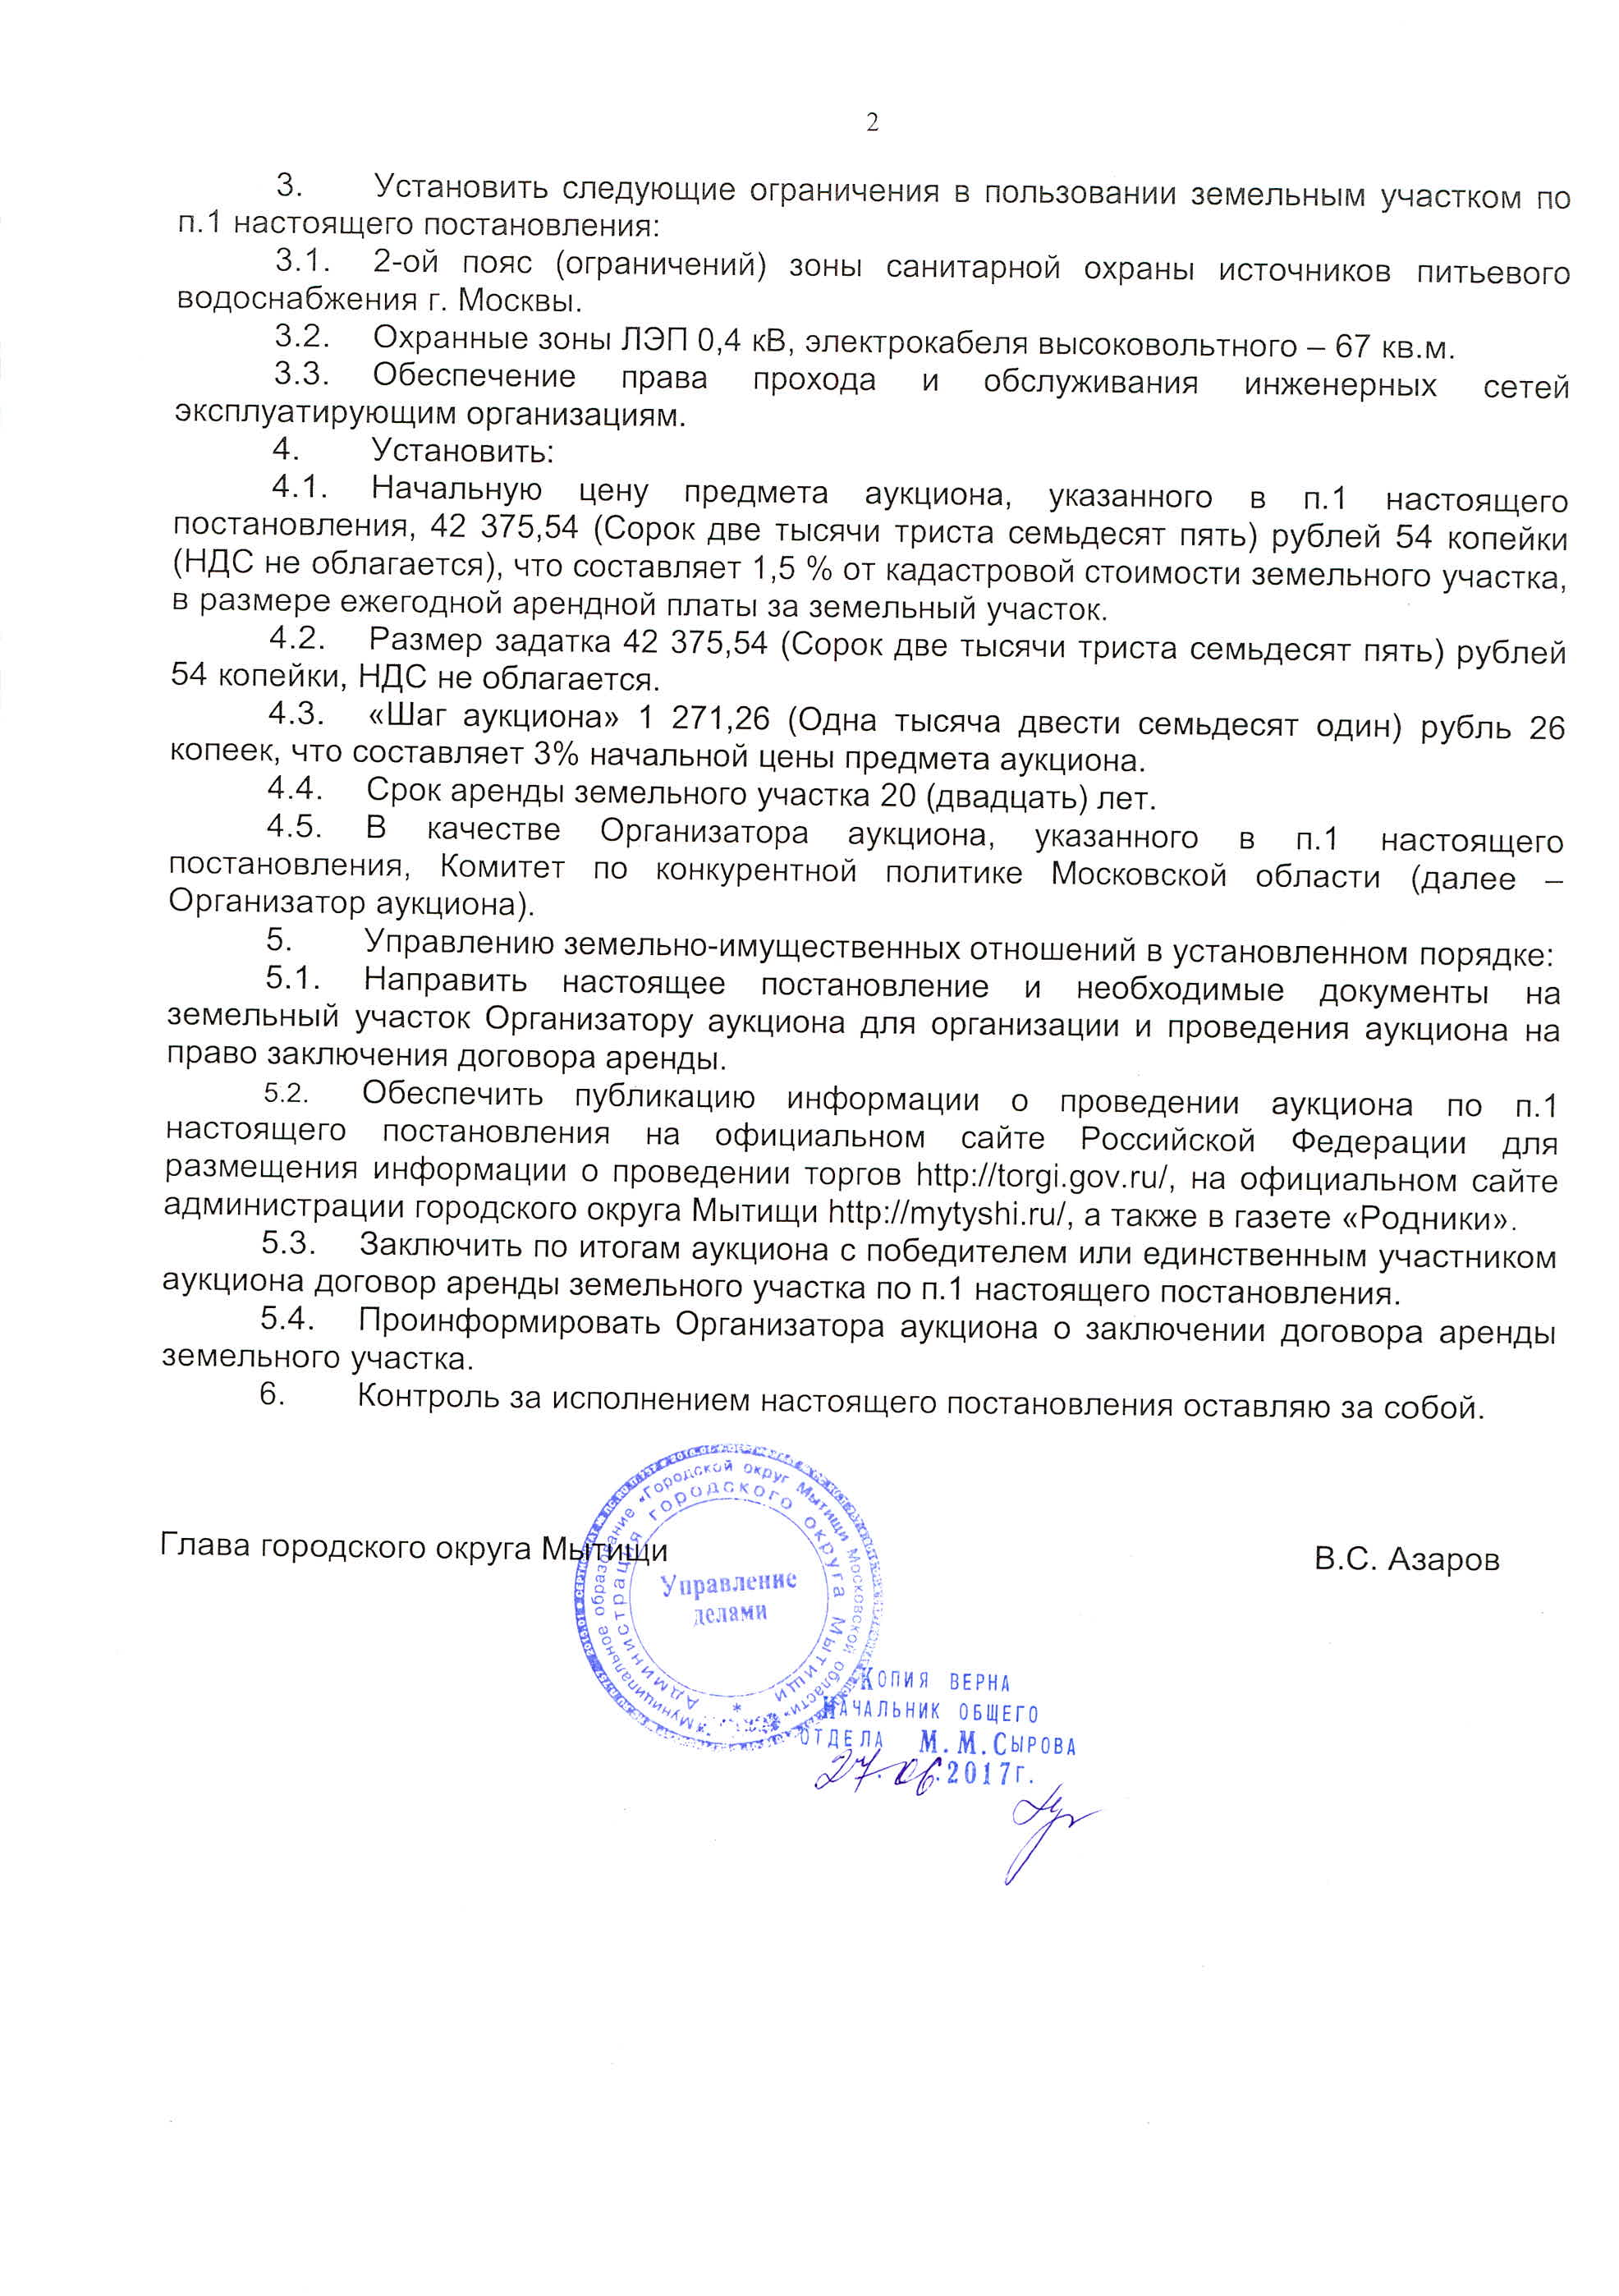 2
3. Установить следующие ограничения в пользовании земельным участком по
п.1 настоящего постановления:
3.1. 2-ой пояс (ограничений) зоны санитарной охраны источников питьевого
водоснабжения г. Москвы.
3.2. Охранные зоны ЛЭП 0,4 кВ, электрокабеля высоковольтного – 67 кв.м.
3.3. Обеспечение права прохода и обслуживания инженерных сетей
эксплуатирующим организациям.
4. Установить:
4.1. Начальную цену предмета аукциона, указанного в п.1 настоящего
постановления, 42 375,54 (Сорок две тысячи триста семьдесят пять) рублей 54 копейки
(НДС не облагается), что составляет 1,5 % от кадастровой стоимости земельного участка,
в размере ежегодной арендной платы за земельный участок.
4.2. Размер задатка 42 375,54 (Сорок две тысячи триста семьдесят пять) рублей
54 копейки, НДС не облагается.
4.3. «Шаг аукциона» 1 271,26 (Одна тысяча двести семьдесят один) рубль 26
копеек, что составляет 3% начальной цены предмета аукциона.
4.4. Срок аренды земельного участка 20 (двадцать) лет.
4.5. В качестве Организатора аукциона, указанного в п.1 настоящего
постановления, Комитет по конкурентной политике Московской области (далее –
Организатор аукциона).
5. Управлению земельно-имущественных отношений в установленном порядке:
5.1. Направить настоящее постановление и необходимые документы на
земельный участок Организатору аукциона для организации и проведения аукциона на
право заключения договора аренды.
5.2. Обеспечить публикацию информации о проведении аукциона по п.1
настоящего постановления на официальном сайте Российской Федерации для
размещения информации о проведении торгов http://torgi.gov.ru/, на официальном сайте
администрации городского округа Мытищи http://mytyshi.ru/, а также в газете «Родники».
5.3. Заключить по итогам аукциона с победителем или единственным участником
аукциона договор аренды земельного участка по п.1 настоящего постановления.
5.4. Проинформировать Организатора аукциона о заключении договора аренды
земельного участка.
6. Контроль за исполнением настоящего постановления оставляю за собой.
Глава городского округа Мытищи В.С. Азаров
Муниципальное образование «Городской округ Мытищи Московской области»
Администрация городского округа Мытищи *
Управление
делами
КОПИЯ ВЕРНА
НАЧАЛЬНИК ОБЩЕГО
ОТДЕЛА М.М.СЫРОВА
27.06.2017г.